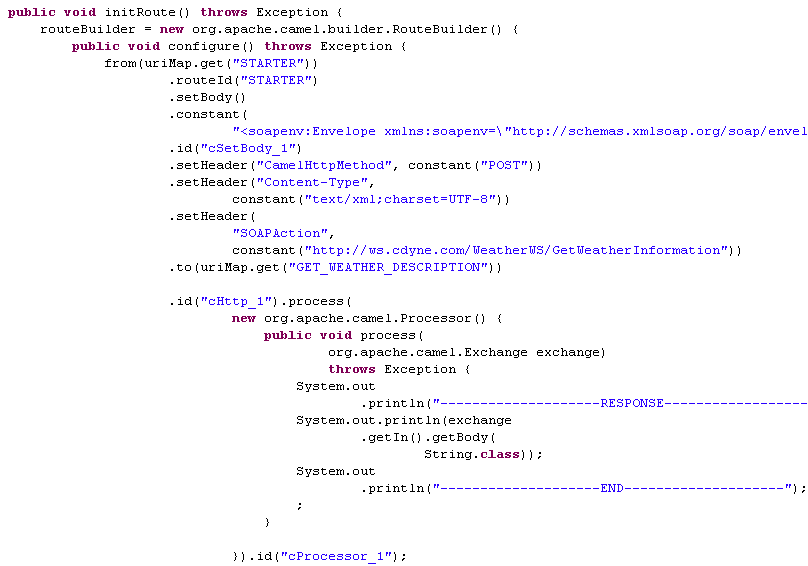 public void initRoute() throws Exception {
    routeBuilder = new org.apache.camel.builder.RouteBuilder() {
        public void configure() throws Exception {
            from(uriMap.get("STARTER"))
                    .routeId("STARTER")
                    .setBody()
                    .constant(
                            "<soapenv:Envelope xmlns:soapenv=\"http://schemas.xmlsoap.org/soap/envel
                    .id("cSetBody_1")
                    .setHeader("CamelHttpMethod", constant("POST"))
                    .setHeader("Content-Type",
                            constant("text/xml;charset=UTF-8"))
                    .setHeader(
                            "SOAPAction",
                            constant("http://ws.cdyne.com/WeatherWS/GetWeatherInformation"))
                    .to(uriMap.get("GET_WEATHER_DESCRIPTION"))
                    .id("cHttp_1").process(
                            new org.apache.camel.Processor() {
                                public void process(
                                        org.apache.camel.Exchange exchange)
                                        throws Exception {
                                    System.out
                                            .println("--------------------RESPONSE------------------
                                    System.out.println(exchange
                                            .getIn().getBody(
                                                    String.class));
                                    System.out
                                            .println("--------------------END--------------------");
                                    ;
                                }
                            }).id("cProcessor_1");